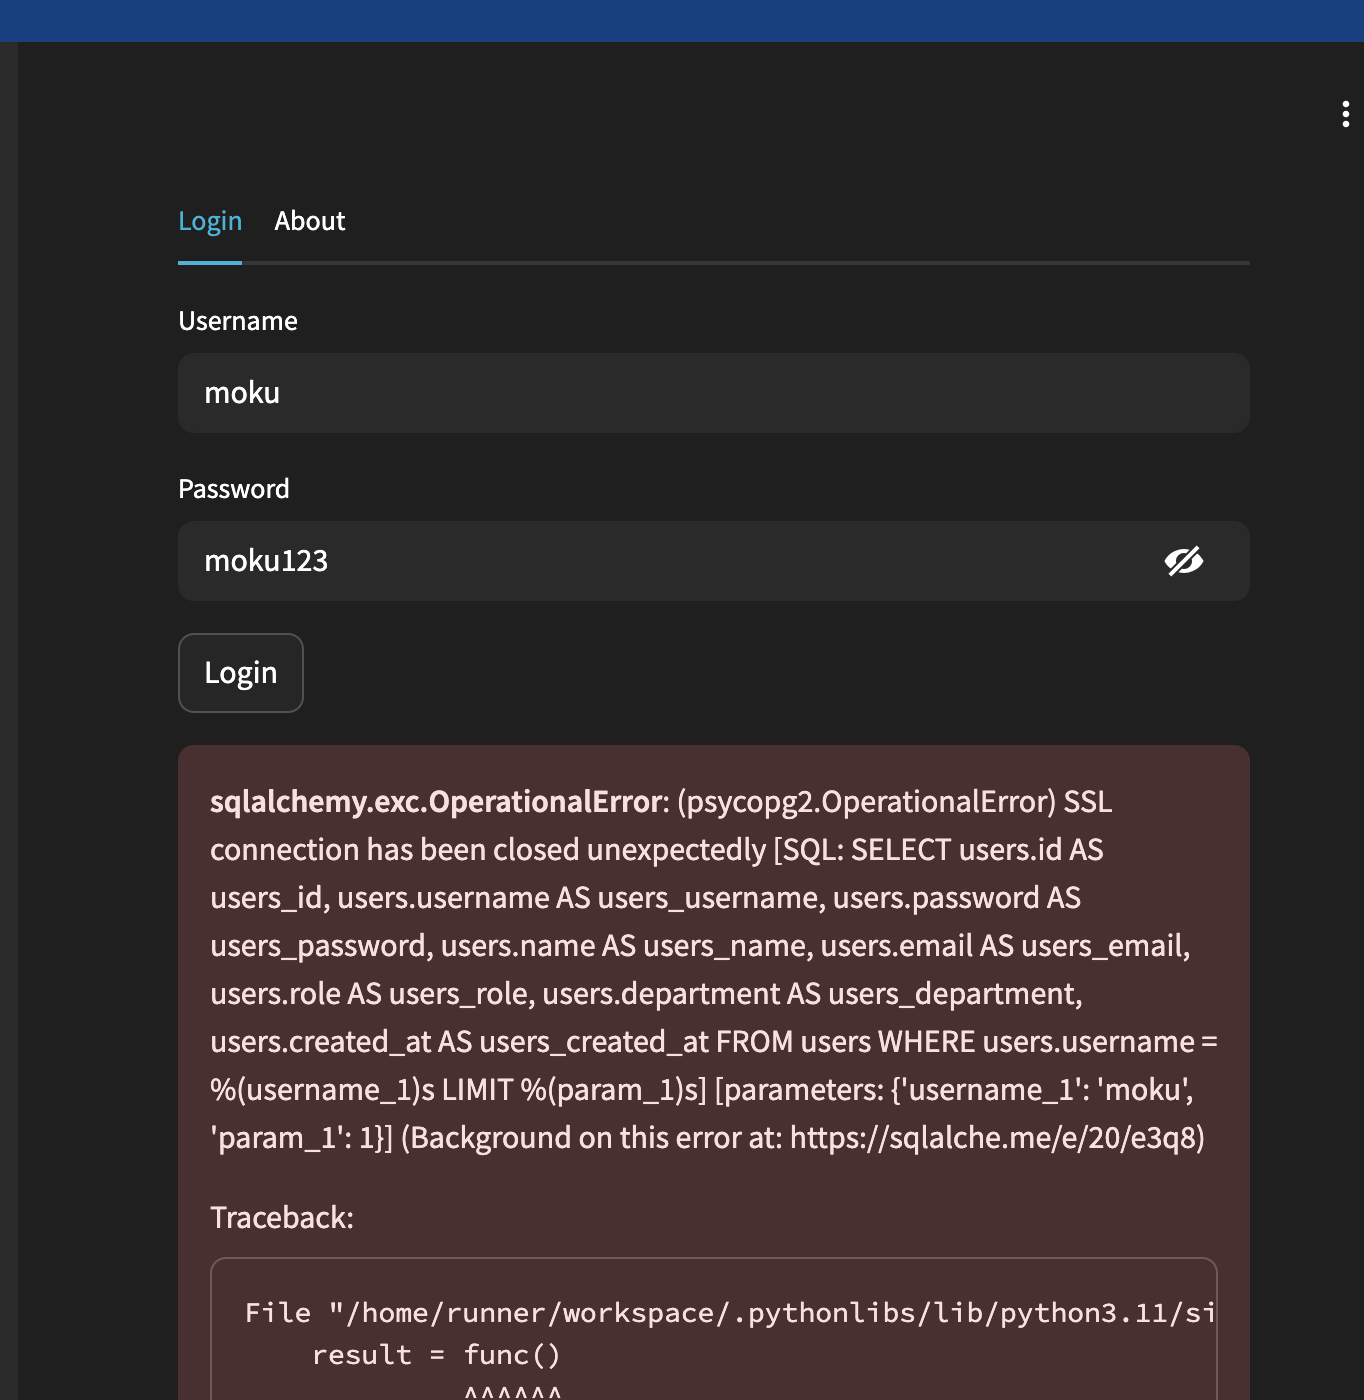 Login About
Username
moku
Password
moku123
Login
sqlalchemy.exc.OperationalError: (psycopg2.OperationalError) SSL
connection has been closed unexpectedly [SQL: SELECT users.id AS
users_id, users.username AS users_username, users.password AS
users_password, users.name AS users_name, users.email AS users_email,
users.role AS users_role, users.department AS users_department,
users.created_at AS users_created_at FROM users WHERE users.username =
%(username_1)s LIMIT %(param_1)s] [parameters: {'username_1': 'moku',
'param_1': 1}] (Background on this error at: https://sqlalche.me/e/20/e3q8)
Traceback:
File "/home/runner/workspace/.pythonlibs/lib/python3.11/si
result = func()
^^^^^^